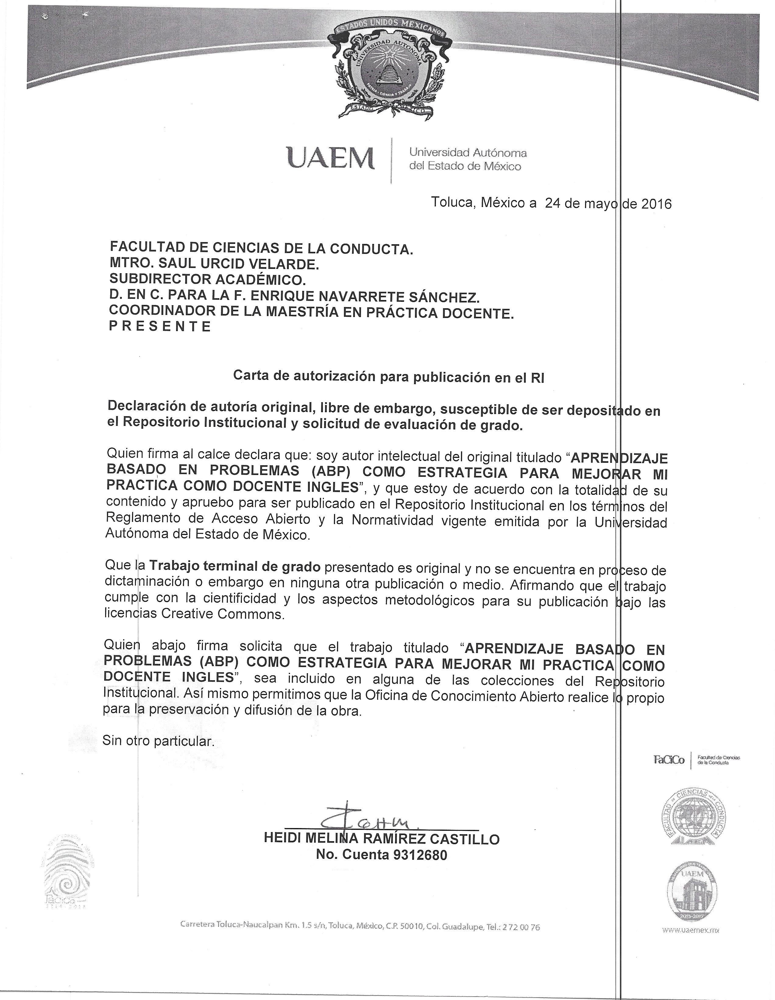 ESTADOS UNIDOS MEXICANOS
UNIVERSIDAD AUTONOMA
PATRIA · CIENCIA Y TRABAJO
ESTADO DE MÉXICO
UAEM
Universidad Autónoma
del Estado de México
Toluca, México a 24 de mayo de 2016
FACULTAD DE CIENCIAS DE LA CONDUCTA.
MTRO. SAUL URCID VELARDE.
SUBDIRECTOR ACADÉMICO.
D. EN C. PARA LA F. ENRIQUE NAVARRETE SÁNCHEZ.
COORDINADOR DE LA MAESTRÍA EN PRÁCTICA DOCENTE.
P R E S E N T E
Carta de autorización para publicación en el RI
Declaración de autoría original, libre de embargo, susceptible de ser depositado en
el Repositorio Institucional y solicitud de evaluación de grado.
Quien firma al calce declara que: soy autor intelectual del original titulado “APRENDIZAJE
BASADO EN PROBLEMAS (ABP) COMO ESTRATEGIA PARA MEJORAR MI
PRACTICA COMO DOCENTE INGLES”, y que estoy de acuerdo con la totalidad de su
contenido y apruebo para ser publicado en el Repositorio Institucional en los términos del
Reglamento de Acceso Abierto y la Normatividad vigente emitida por la Universidad
Autónoma del Estado de México.
Que la Trabajo terminal de grado presentado es original y no se encuentra en proceso de
dictaminación o embargo en ninguna otra publicación o medio. Afirmando que el trabajo
cumple con la cientificidad y los aspectos metodológicos para su publicación bajo las
licencias Creative Commons.
Quien abajo firma solicita que el trabajo titulado “APRENDIZAJE BASADO EN
PROBLEMAS (ABP) COMO ESTRATEGIA PARA MEJORAR MI PRACTICA COMO
DOCENTE INGLES”, sea incluido en alguna de las colecciones del Repositorio
Institucional. Así mismo permitimos que la Oficina de Conocimiento Abierto realice lo propio
para la preservación y difusión de la obra.
Sin otro particular.
FaCiCo
Facultad de Ciencias
de la Conducta
FACULTAD DE CIENCIAS DE LA CONDUCTA
UAEM
HEIDI MELINA RAMÍREZ CASTILLO
No. Cuenta 9312680
UAEM
FaCiCo
Carretera Toluca-Naucalpan Km. 1.5 s/n, Toluca, México, C.P. 50010, Col. Guadalupe, Tel.: 2 72 00 76
www.uaemex.mx